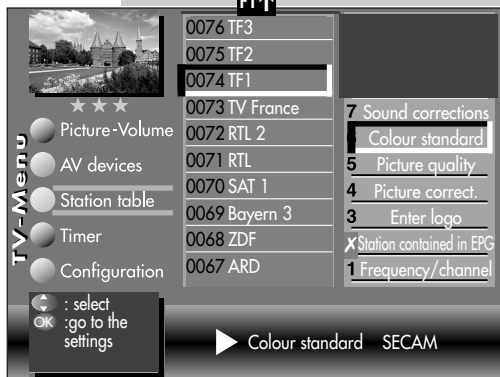 TV-Menu
Picture-Volume
AV devices
Station table
Timer
Configuration
: select
OK :go to the
settings
0076 TF3
0075 TF2
0074 TF1
0073 TV France
0072 RTL 2
0071 RTL
0070 SAT 1
0069 Bayern 3
0068 ZDF
0067 ARD
7 Sound corrections
Colour standard
5 Picture quality
4 Picture correct.
3 Enter logo
✗Station contained in EPG
1 Frequency/channel
Colour standard SECAM